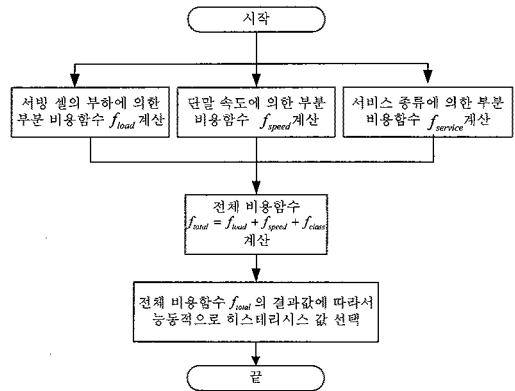 시작
서빙 셀의 부하에 의한
부분 비용함수 f_load 계산
단말 속도에 의한 부분
비용함수 f_speed 계산
서비스 종류에 의한 부분
비용함수 f_service 계산
전체 비용함수
f_total = f_load + f_speed + f_class
계산
전체 비용함수 f_total 의 결과값에 따라서
능동적으로 히스테리시스 값 선택
끝